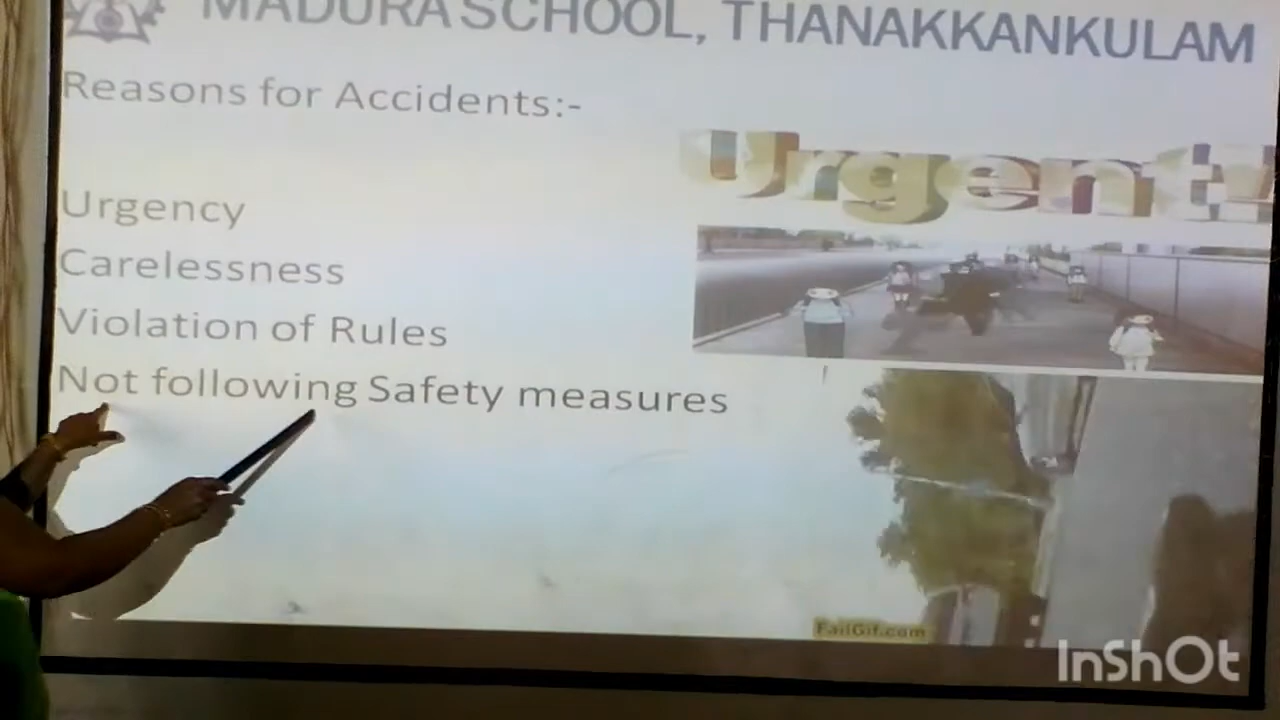 MADURA SCHOOL, THANAKKANKULAM
Reasons for Accidents:-
Urgent!
Urgency
Carelessness
Violation of Rules
Not following Safety measures
FailGif.com
InShOt